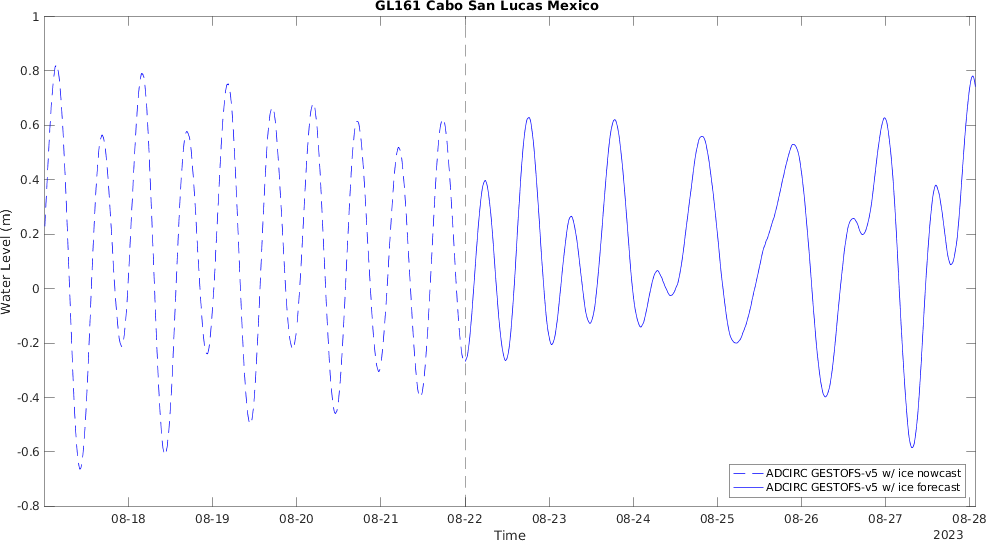 GL161 Cabo San Lucas Mexico
Water Level (m)
1
0.8
0.6
0.4
0.2
0
-0.2
-0.4
-0.6
-0.8
ADCIRC GESTOFS-v5 w/ ice nowcast
ADCIRC GESTOFS-v5 w/ ice forecast
08-18 08-19 08-20 08-21 08-22 08-23 08-24 08-25 08-26 08-27 08-28
Time
2023